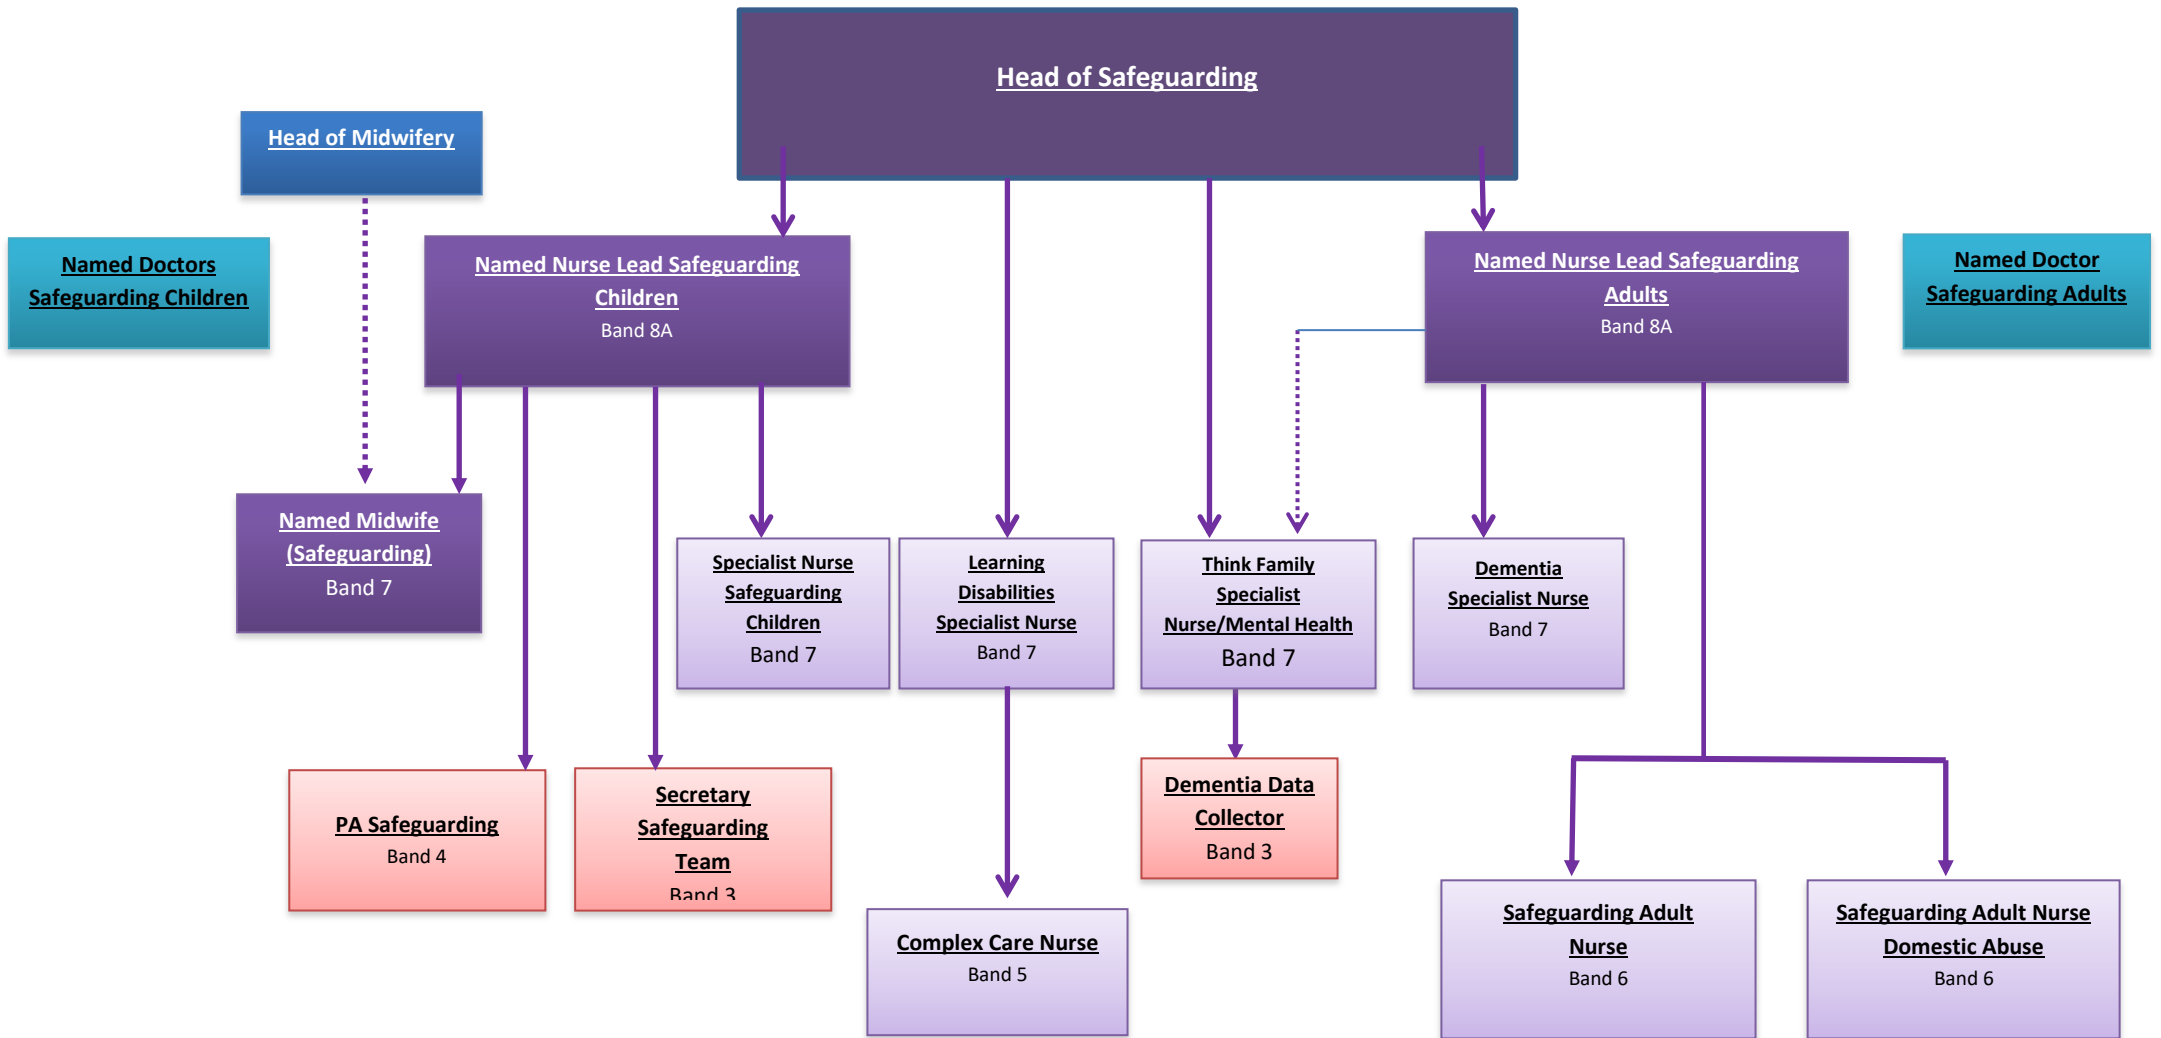 Head of Safeguarding
Head of Midwifery
Named Doctors
Safeguarding Children
Named Nurse Lead Safeguarding
Children
Band 8A
Named Nurse Lead Safeguarding
Adults
Band 8A
Named Doctor
Safeguarding Adults
Named Midwife
(Safeguarding)
Band 7
Specialist Nurse
Safeguarding
Children
Band 7
Learning
Disabilities
Specialist Nurse
Band 7
Think Family
Specialist
Nurse/Mental Health
Band 7
Dementia
Specialist Nurse
Band 7
PA Safeguarding
Band 4
Secretary
Safeguarding
Team
Band 3
Dementia Data
Collector
Band 3
Complex Care Nurse
Band 5
Safeguarding Adult
Nurse
Band 6
Safeguarding Adult Nurse
Domestic Abuse
Band 6